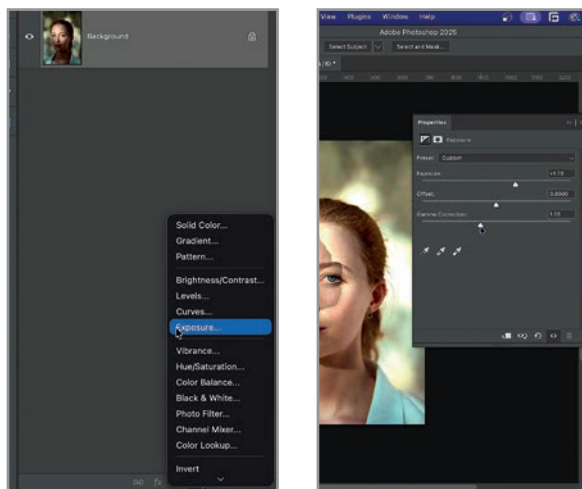 Background
Solid Color...
Gradient...
Pattern...
Brightness/Contrast...
Levels...
Curves...
Exposure...
Vibrance...
Hue/Saturation...
Color Balance...
Black & White...
Photo Filter...
Channel Mixer...
Color Lookup...
Invert
fx
View Plugins Window Help
Adobe Photoshop 2025
Select Subject Select and Mask...
Properties
Exposure
Preset: Custom
Exposure:
Offset: 0.0000
Gamma Correction: